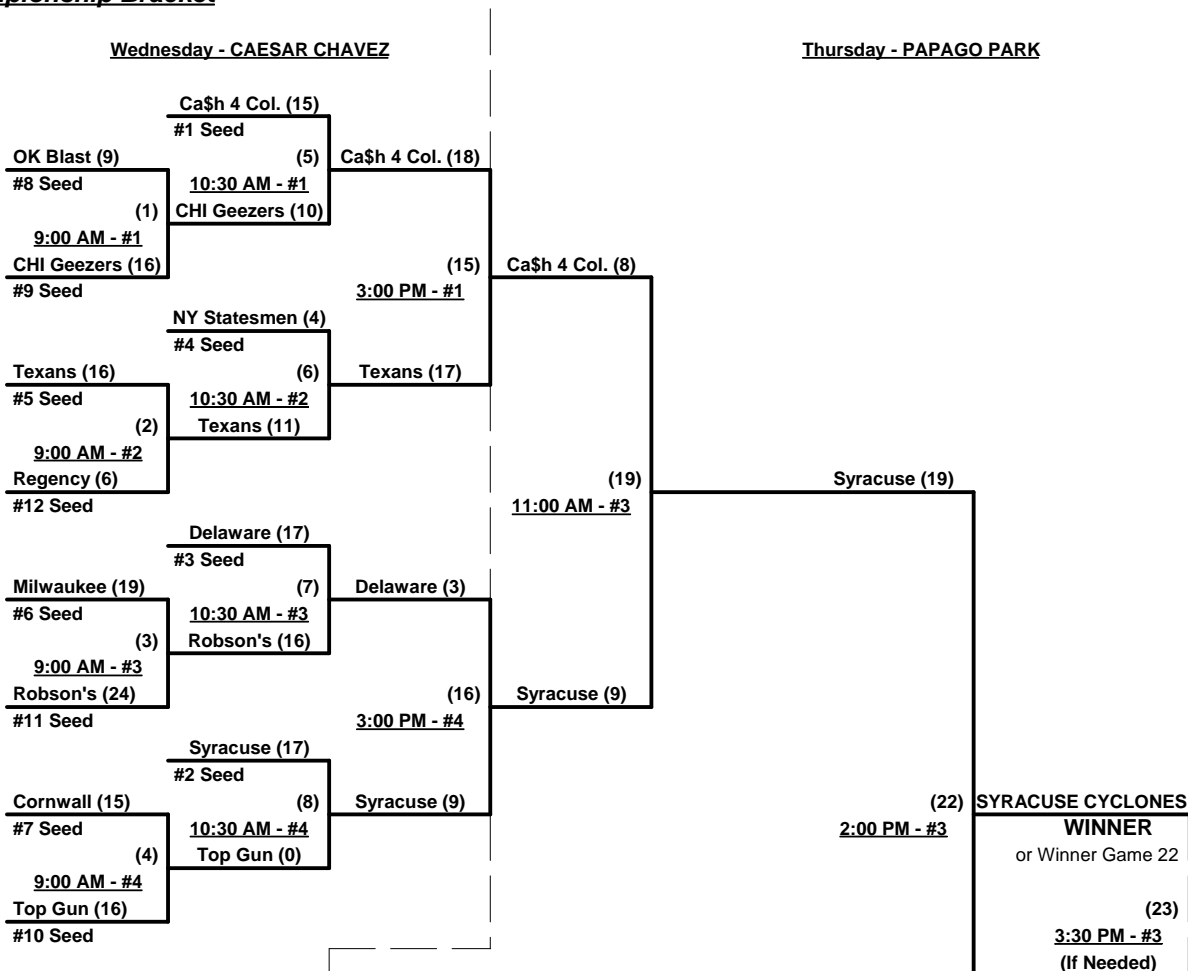 Wednesday - CAESAR CHAVEZ
Thursday - PAPAGO PARK
Ca$h 4 Col. (15)
#1 Seed
OK Blast (9)
(5)
Ca$h 4 Col. (18)
#8 Seed
10:30 AM - #1
(1)
CHI Geezers (10)
9:00 AM - #1
CHI Geezers (16)
(15)
Ca$h 4 Col. (8)
#9 Seed
3:00 PM - #1
NY Statesmen (4)
#4 Seed
Texans (16)
(6)
Texans (17)
#5 Seed
10:30 AM - #2
(2)
Texans (11)
9:00 AM - #2
Regency (6)
(19)
Syracuse (19)
#12 Seed
11:00 AM - #3
Delaware (17)
#3 Seed
Milwaukee (19)
(7)
Delaware (3)
#6 Seed
10:30 AM - #3
(3)
Robson's (16)
9:00 AM - #3
Robson's (24)
(16)
Syracuse (9)
#11 Seed
3:00 PM - #4
Syracuse (17)
#2 Seed
Cornwall (15)
(8)
Syracuse (9)
(22)
SYRACUSE CYCLONES
#7 Seed
10:30 AM - #4
2:00 PM - #3
WINNER
(4)
Top Gun (0)
or Winner Game 22
9:00 AM - #4
Top Gun (16)
(23)
#10 Seed
3:30 PM - #3
(If Needed)